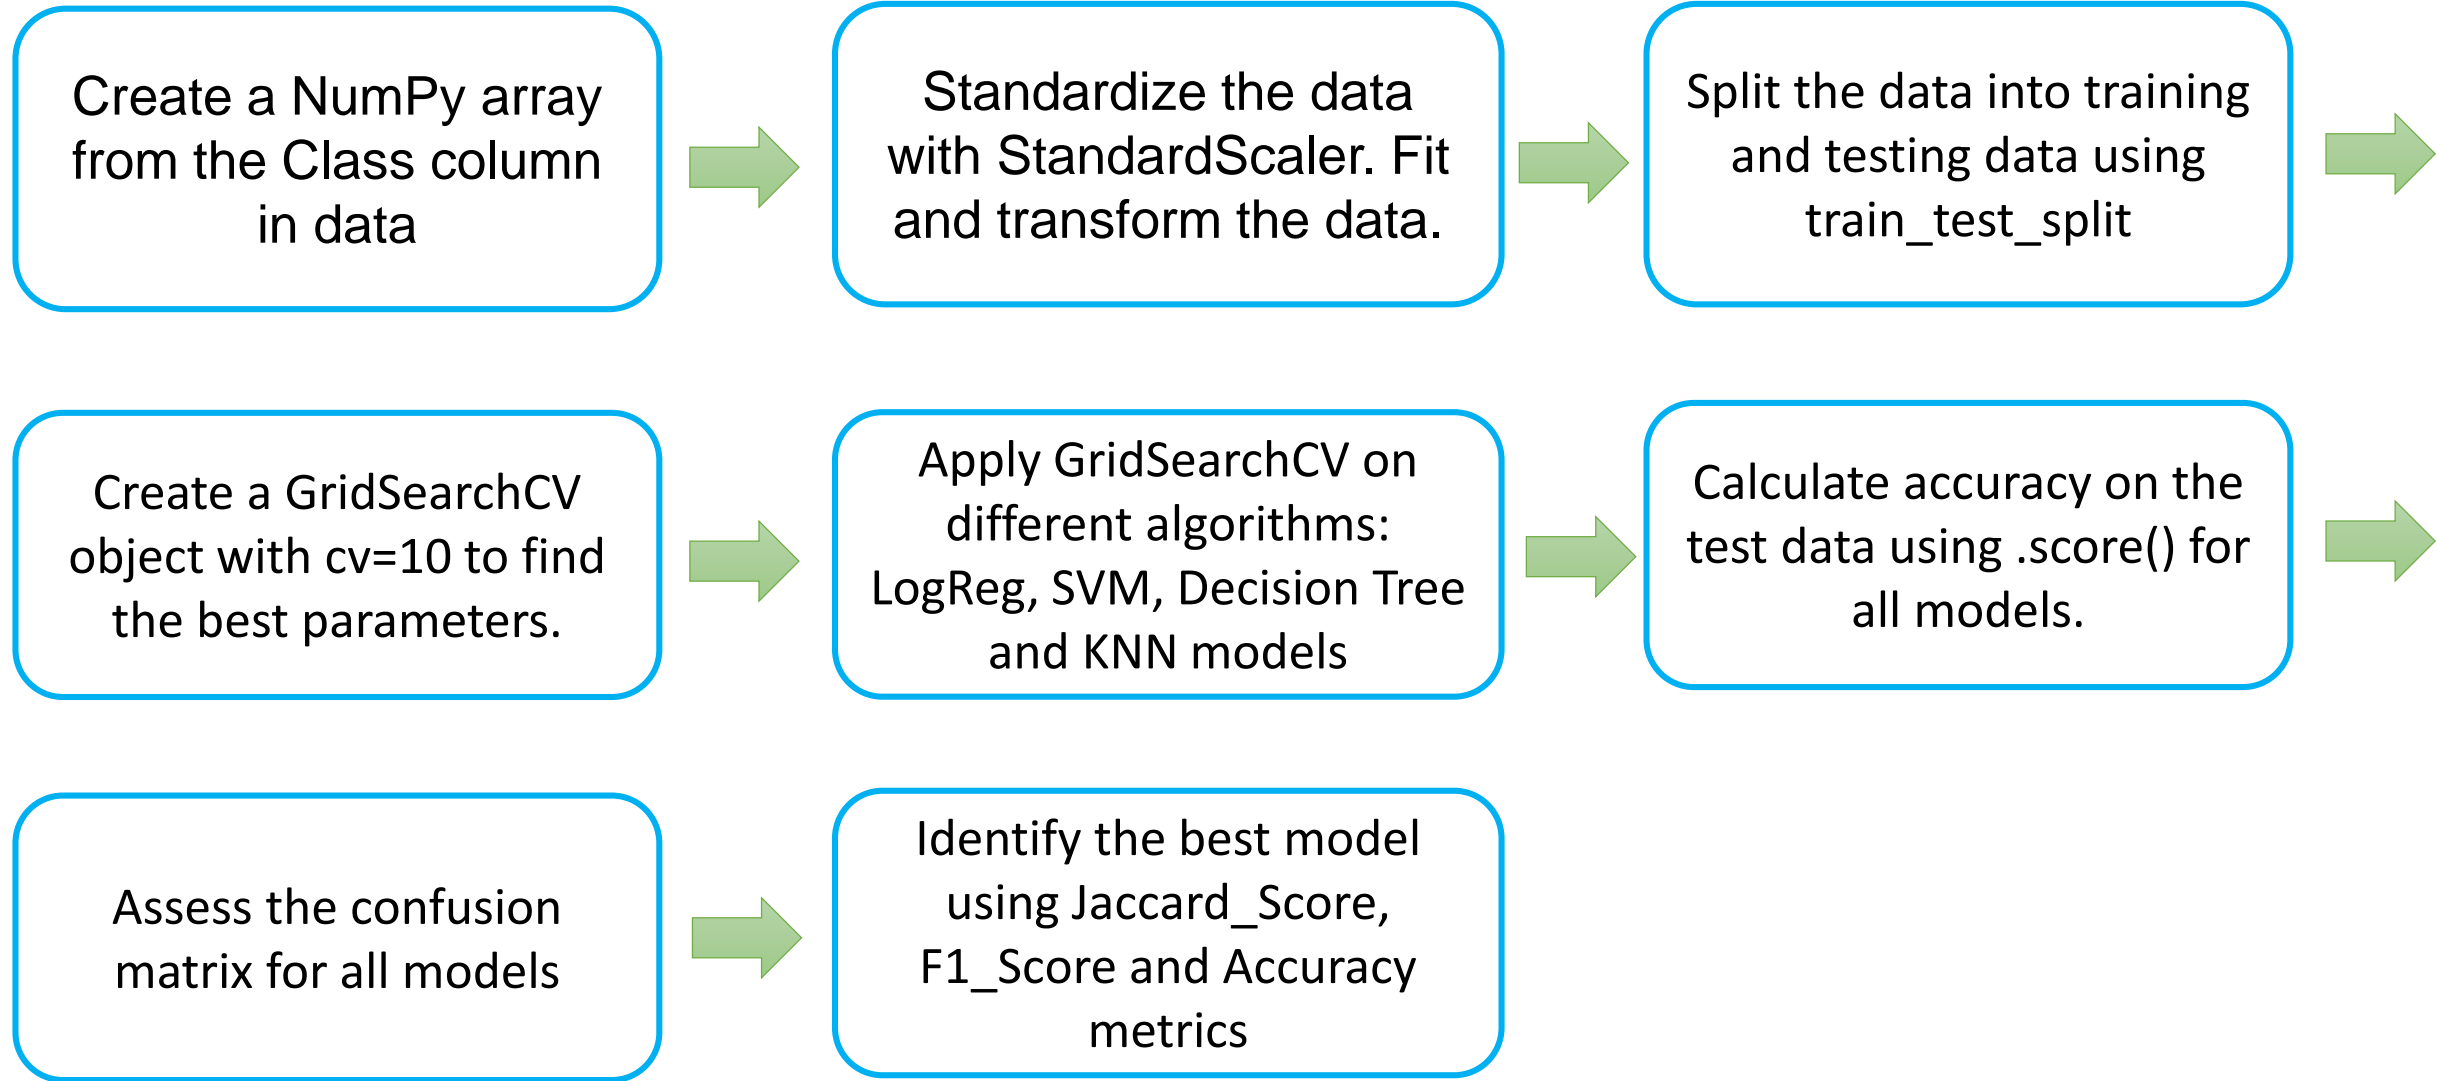 Create a NumPy array
from the Class column
in data
Standardize the data
with StandardScaler. Fit
and transform the data.
Split the data into training
and testing data using
train_test_split
Create a GridSearchCV
object with cv=10 to find
the best parameters.
Apply GridSearchCV on
different algorithms:
LogReg, SVM, Decision Tree
and KNN models
Calculate accuracy on the
test data using .score() for
all models.
Assess the confusion
matrix for all models
Identify the best model
using Jaccard_Score,
F1_Score and Accuracy
metrics